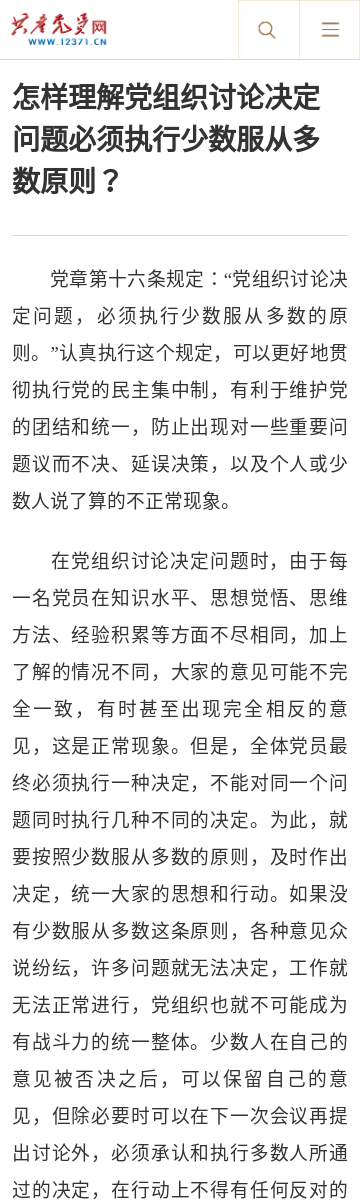 共产党员网
WWW.12371.CN
怎样理解党组织讨论决定
问题必须执行少数服从多
数原则？
党章第十六条规定：“党组织讨论决
定问题，必须执行少数服从多数的原
则。”认真执行这个规定，可以更好地贯
彻执行党的民主集中制，有利于维护党
的团结和统一，防止出现对一些重要问
题议而不决、延误决策，以及个人或少
数人说了算的不正常现象。
在党组织讨论决定问题时，由于每
一名党员在知识水平、思想觉悟、思维
方法、经验积累等方面不尽相同，加上
了解的情况不同，大家的意见可能不完
全一致，有时甚至出现完全相反的意
见，这是正常现象。但是，全体党员最
终必须执行一种决定，不能对同一个问
题同时执行几种不同的决定。为此，就
要按照少数服从多数的原则，及时作出
决定，统一大家的思想和行动。如果没
有少数服从多数这条原则，各种意见众
说纷纭，许多问题就无法决定，工作就
无法正常进行，党组织也就不可能成为
有战斗力的统一整体。少数人在自己的
意见被否决之后，可以保留自己的意
见，但除必要时可以在下一次会议再提
出讨论外，必须承认和执行多数人所通
过的决定，在行动上不得有任何反对的